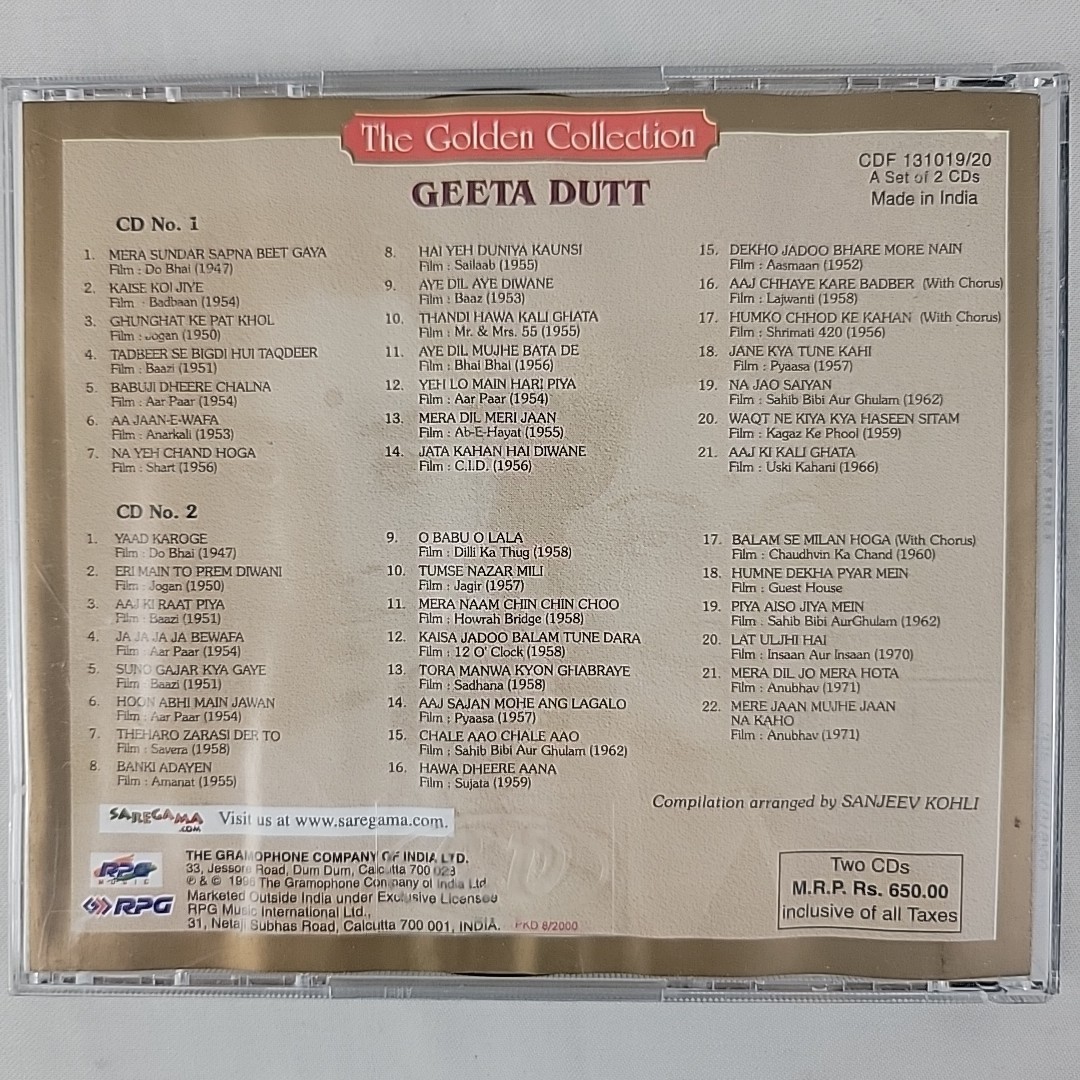 The Golden Collection
GEETA DUTT
CDF 131019/20
A Set of 2 CDs
Made in India
CD No. 1
1. MERA SUNDAR SAPNA BEET GAYA
Film : Do Bhai (1947)
2. KAISE KOI JIYE
Film : Badbaan (1954)
3. GHUNGHAT KE PAT KHOL
Film : Jogan (1950)
4. TADBEER SE BIGDI HUI TAQDEER
Film : Baazi (1951)
5. BABUJI DHEERE CHALNA
Film : Aar Paar (1954)
6. AA JAAN-E-WAFA
Film : Anarkali (1953)
7. NA YEH CHAND HOGA
Film : Shart (1956)
8. HAI YEH DUNIYA KAUNSI
Film : Sailaab (1955)
9. AYE DIL AYE DIWANE
Film : Baaz (1953)
10. THANDI HAWA KALI GHATA
Film : Mr. & Mrs. 55 (1955)
11. AYE DIL MUJHE BATA DE
Film : Bhai Bhai (1956)
12. YEH LO MAIN HARI PIYA
Film : Aar Paar (1954)
13. MERA DIL MERI JAAN
Film : Ab-E-Hayat (1955)
14. JATA KAHAN HAI DIWANE
Film : C.I.D. (1956)
15. DEKHO JADOO BHARE MORE NAIN
Film : Aasmaan (1952)
16. AAJ CHHAYE KARE BADBER (With Chorus)
Film : Lajwanti (1958)
17. HUMKO CHHOD KE KAHAN (With Chorus)
Film : Shrimati 420 (1956)
18. JANE KYA TUNE KAHI
Film : Pyaasa (1957)
19. NA JAO SAIYAN
Film : Sahib Bibi Aur Ghulam (1962)
20. WAQT NE KIYA KYA HASEEN SITAM
Film : Kagaz Ke Phool (1959)
21. AAJ KI KALI GHATA
Film : Uski Kahani (1966)
CD No. 2
1. YAAD KAROGE
Film : Do Bhai (1947)
2. ERI MAIN TO PREM DIWANI
Film : Jogan (1950)
3. AAJ KI RAAT PIYA
Film : Baazi (1951)
4. JA JA JA JA BEWAFA
Film : Aar Paar (1954)
5. SUNO GAJAR KYA GAYE
Film : Baazi (1951)
6. HOON ABHI MAIN JAWAN
Film : Aar Paar (1954)
7. THEHARO ZARASI DER TO
Film : Savera (1958)
8. BANKI ADAYEN
Film : Amanat (1955)
9. O BABU O LALA
Film : Dilli Ka Thug (1958)
10. TUMSE NAZAR MILI
Film : Jagir (1957)
11. MERA NAAM CHIN CHIN CHOO
Film : Howrah Bridge (1958)
12. KAISA JADOO BALAM TUNE DARA
Film : 12 O' Clock (1958)
13. TORA MANWA KYON GHABRAYE
Film : Sadhana (1958)
14. AAJ SAJAN MOHE ANG LAGALO
Film : Pyaasa (1957)
15. CHALE AAO CHALE AAO
Film : Sahib Bibi Aur Ghulam (1962)
16. HAWA DHEERE AANA
Film : Sujata (1959)
17. BALAM SE MILAN HOGA (With Chorus)
Film : Chaudhvin Ka Chand (1960)
18. HUMNE DEKHA PYAR MEIN
Film : Guest House
19. PIYA AISO JIYA MEIN
Film . Sahib Bibi AurGhulam (1962)
20. LAT ULJHI HAI
Film : Insaan Aur Insaan (1970)
21. MERA DIL JO MERA HOTA
Film : Anubhav (1971)
22. MERE JAAN MUJHE JAAN
NA KAHO
Film : Anubhav (1971)
Compilation arranged by SANJEEV KOHLI
SAREGAMA .COM Visit us at www.saregama.com.
RPG MUSIC
RPG
THE GRAMOPHONE COMPANY OF INDIA LTD.
33, Jessore Road, Dum Dum, Calcutta 700 028
℗ & © 1996 The Gramophone Company of India Ltd
Marketed Outside India under Exclusive Licensee
RPG Music International Ltd.,
31, Netaji Subhas Road, Calcutta 700 001, INDIA. PKD 8/2000
Two CDs
M.R.P. Rs. 650.00
inclusive of all Taxes